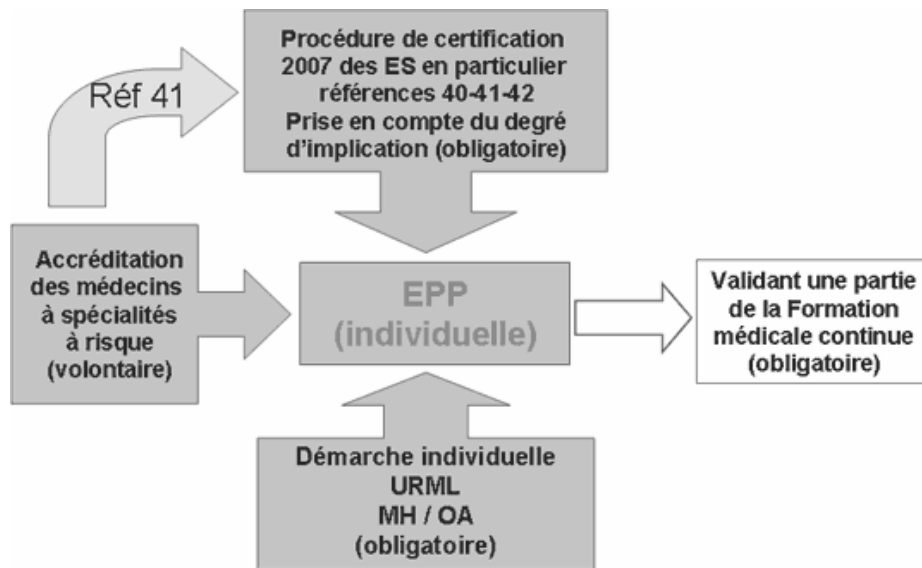 Procédure de certification
2007 des ES en particulier
références 40-41-42
Prise en compte du degré
d'implication (obligatoire)
Réf 41
Accréditation
des médecins
à spécialités
à risque
(volontaire)
EPP
(individuelle)
Validant une partie
de la Formation
médicale continue
(obligatoire)
Démarche individuelle
URML
MH / OA
(obligatoire)